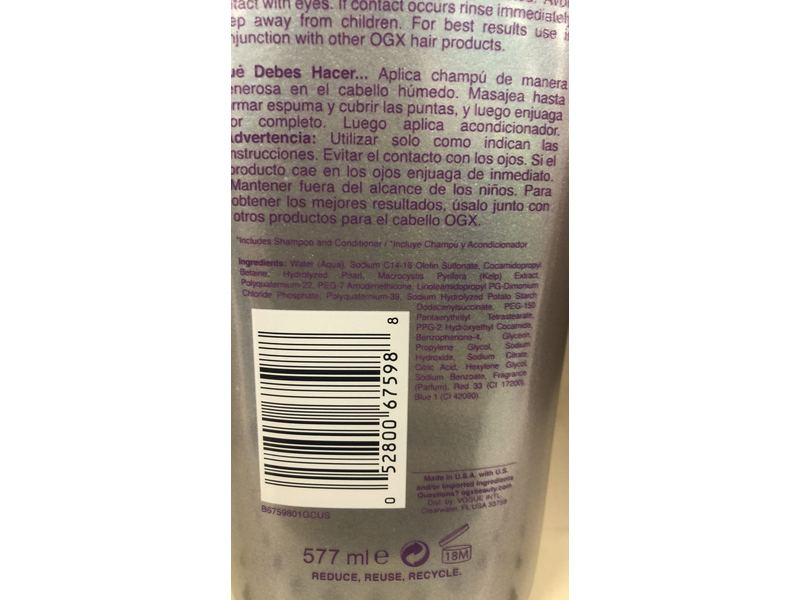 tact with eyes. If contact occurs rinse immediatel
ep away from children. For best results use i
njunction with other OGX hair products.
ué Debes Hacer... Aplica champú de manera
enerosa en el cabello húmedo. Masajea hasta
rmar espuma y cubrir las puntas, y luego enjuaga
or completo. Luego aplica acondicionador.
Advertencia: Utilizar solo como indican las
nstrucciones. Evitar el contacto con los ojos. Si el
producto cae en los ojos enjuaga de inmediato.
Mantener fuera del alcance de los niños. Para
obtener los mejores resultados, úsalo junto con
otros productos para el cabello OGX.
*Includes Shampoo and Conditioner / *Incluye Champú y Acondicionador
Ingredients: Water (Aqua), Sodium C14-16 Olefin Sulfonate, Cocamidopropyl
Betaine, Hydrolyzed Pearl, Macrocystis Pyrifera (Kelp) Extract,
Polyquaternium-22, PEG-7 Amodimethicone, Linoleamidopropyl PG-Dimonium
Chloride Phosphate, Polyquaternium-39, Sodium Hydrolyzed Potato Starch
Dodecenylsuccinate, PEG-150
Pentaerythrityl Tetrastearate,
PPG-2 Hydroxyethyl Cocamide,
Benzophenone-4, Glycerin,
Propylene Glycol, Sodium
Hydroxide, Sodium Citrate,
Citric Acid, Hexylene Glycol,
Sodium Benzoate, Fragrance
(Parfum), Red 33 (CI 17200),
Blue 1 (CI 42090).
0 52800 67598 8
B6759801GCUS
Made in U.S.A. with U.S.
and/or imported ingredients
Questions? ogxbeauty.com
Dist. by: VOGUE INTL
Clearwater, FL USA 33759
577 ml e 18M
REDUCE, REUSE, RECYCLE.